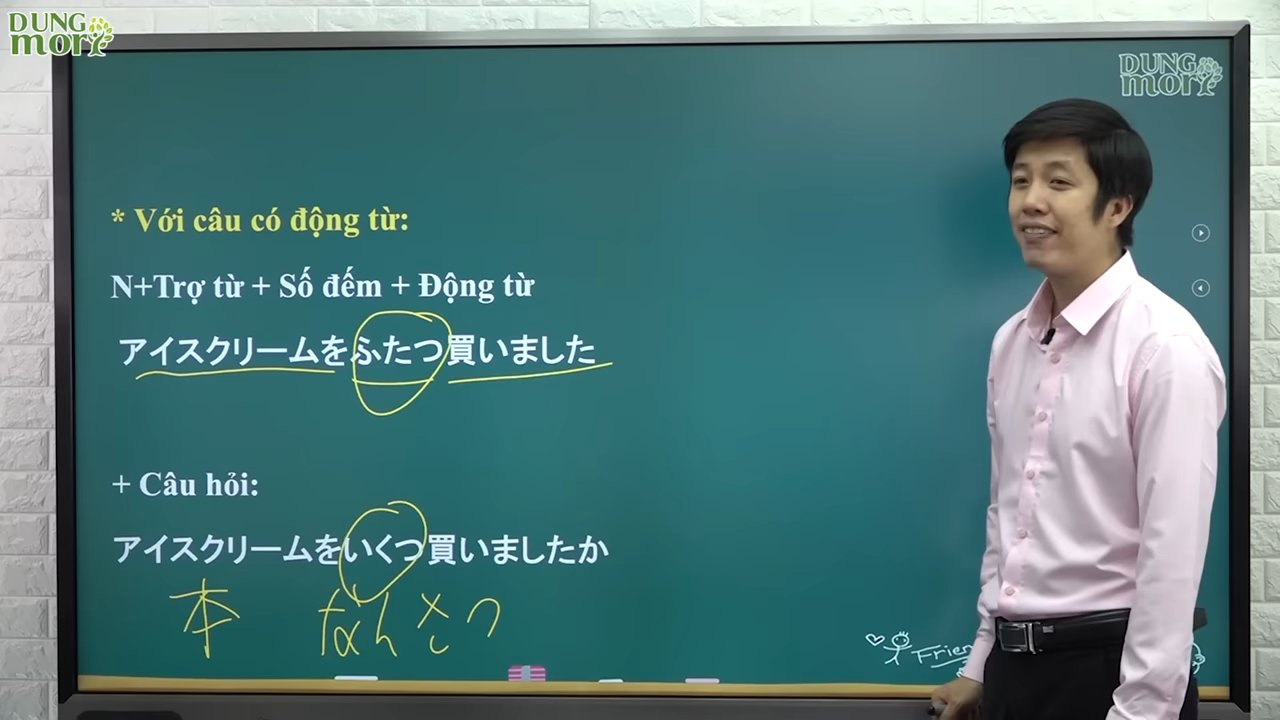 DUNG
mori
DUNG
mori
* Với câu có động từ:
N+Trợ từ + Số đếm + Động từ
アイスクリームをふたつ買いました
+ Câu hỏi:
アイスクリームをいくつ買いましたか
本 なんさつ